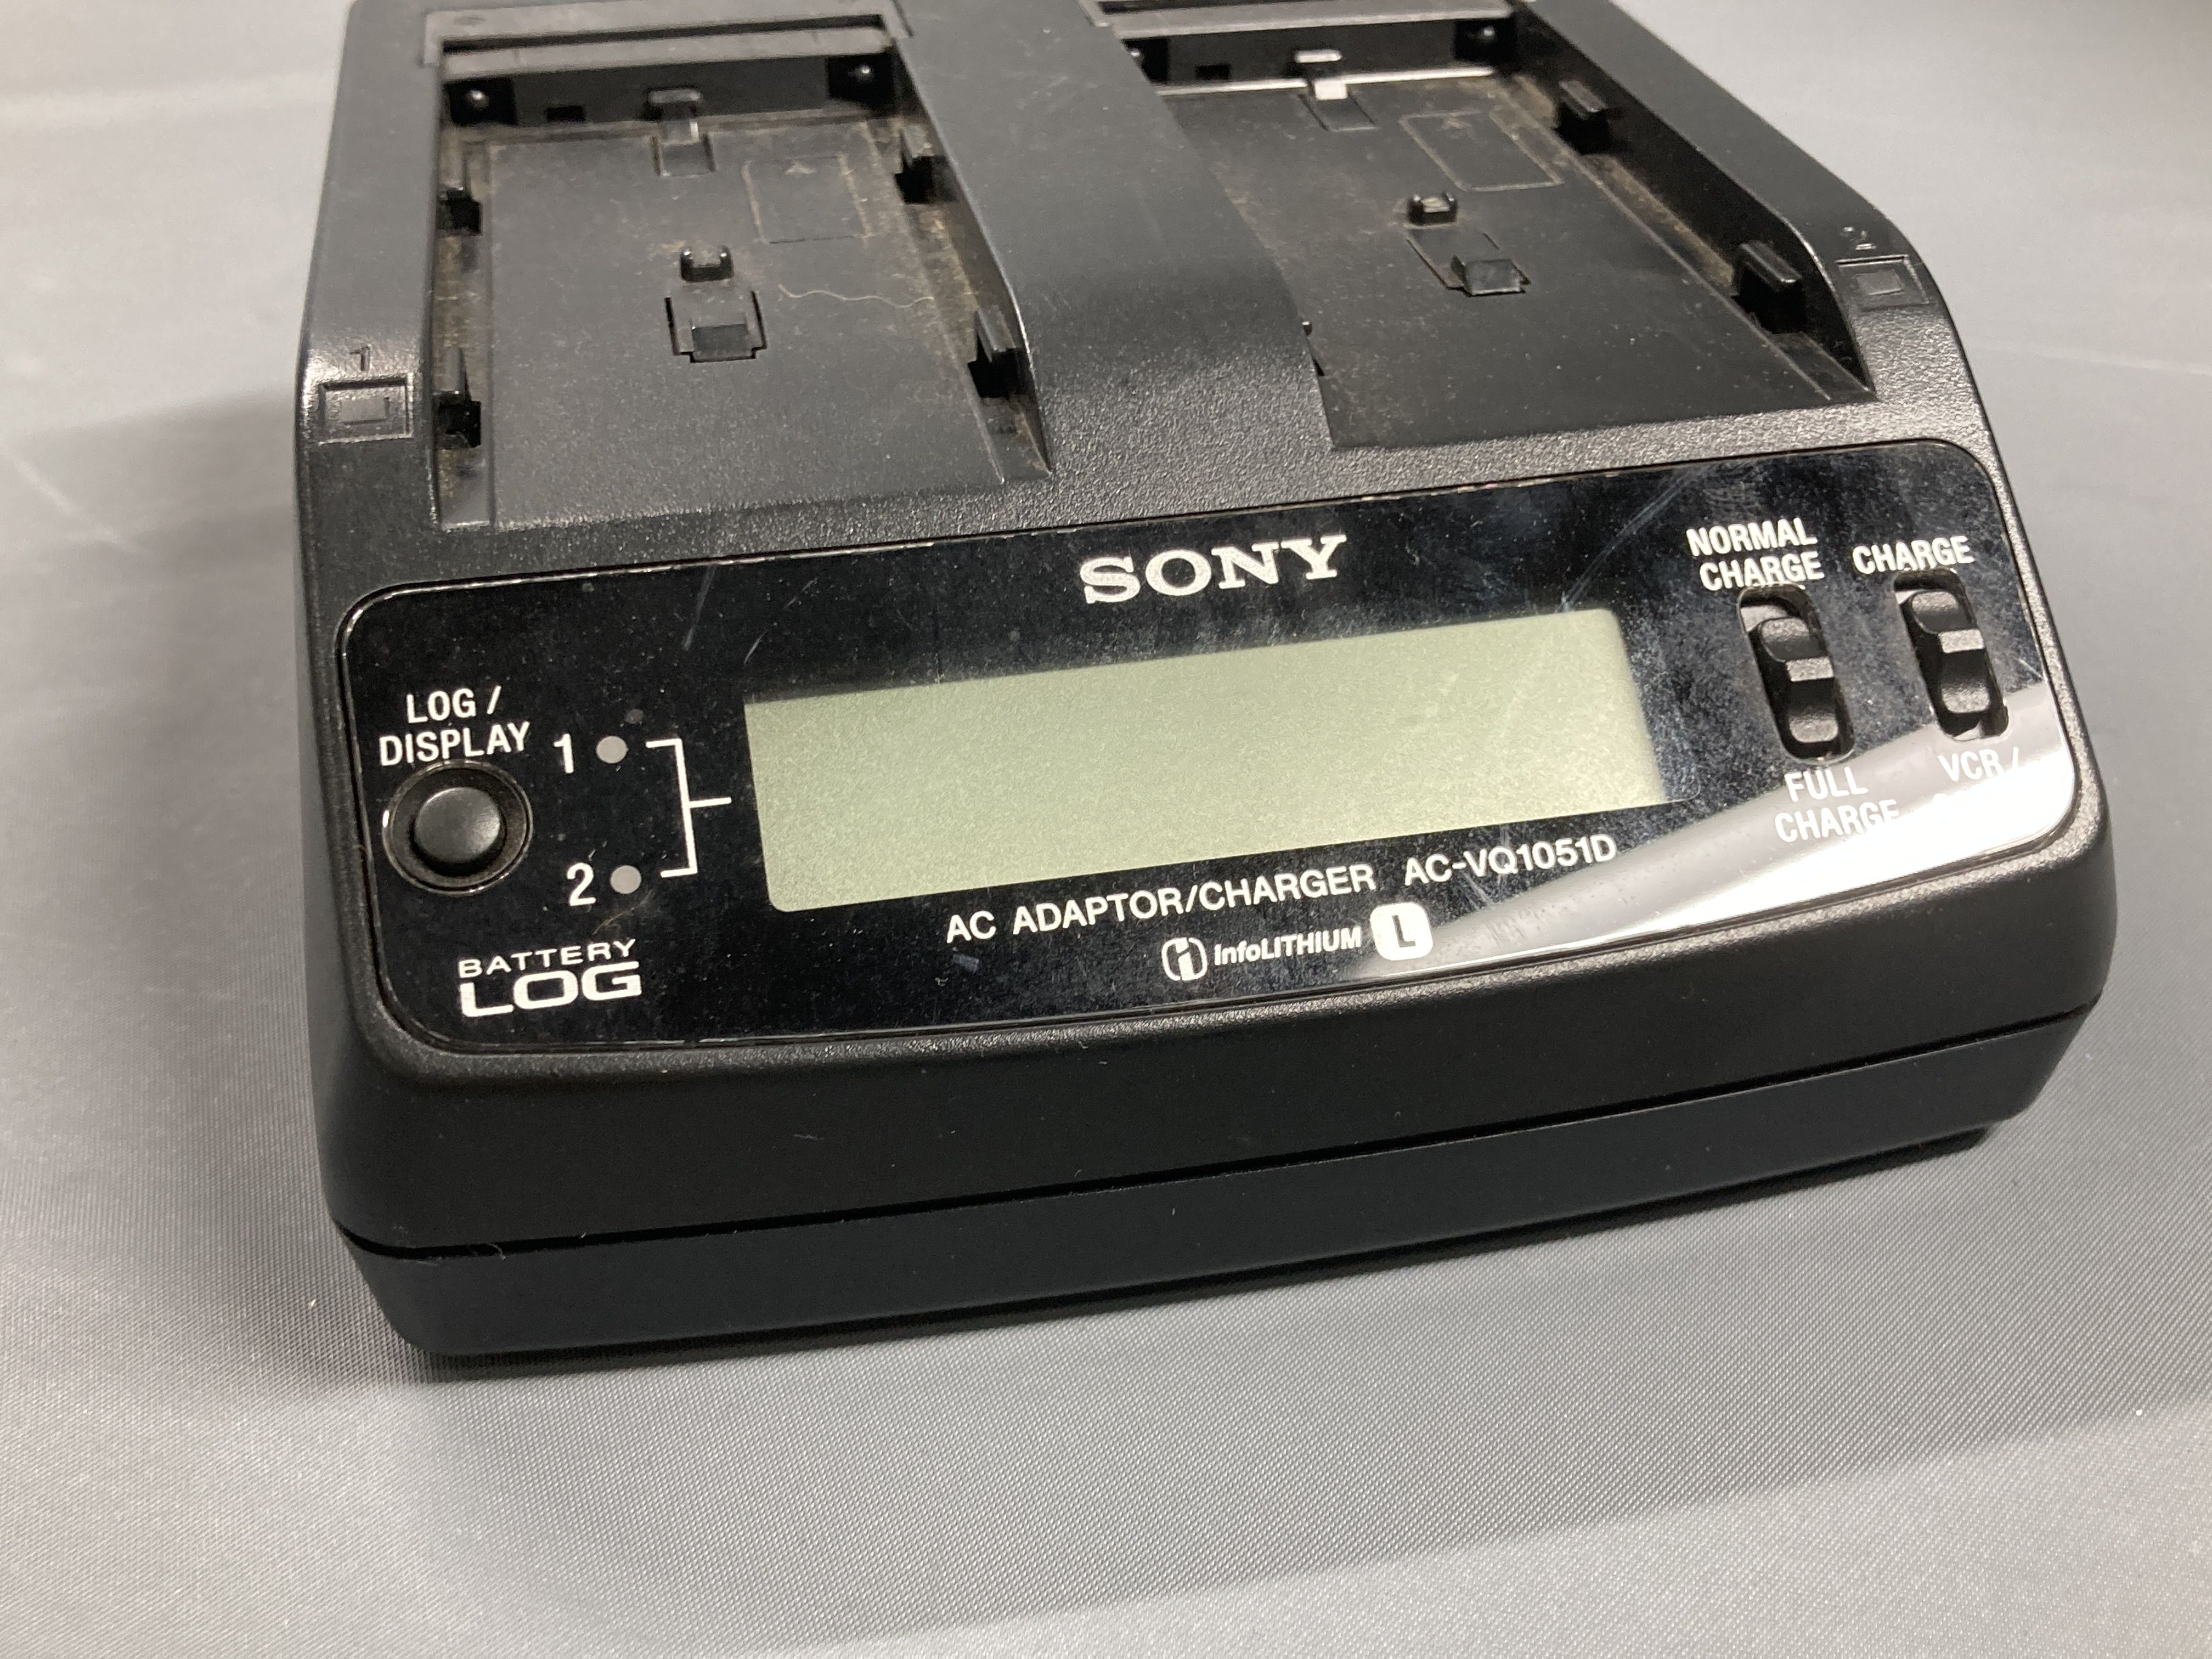 1
2
SONY
NORMAL
CHARGE
CHARGE
LOG /
DISPLAY
1
2
FULL
CHARGE
VCR /
AC ADAPTOR/CHARGER AC-VQ1051D
InfoLITHIUM L
BATTERY
LOG